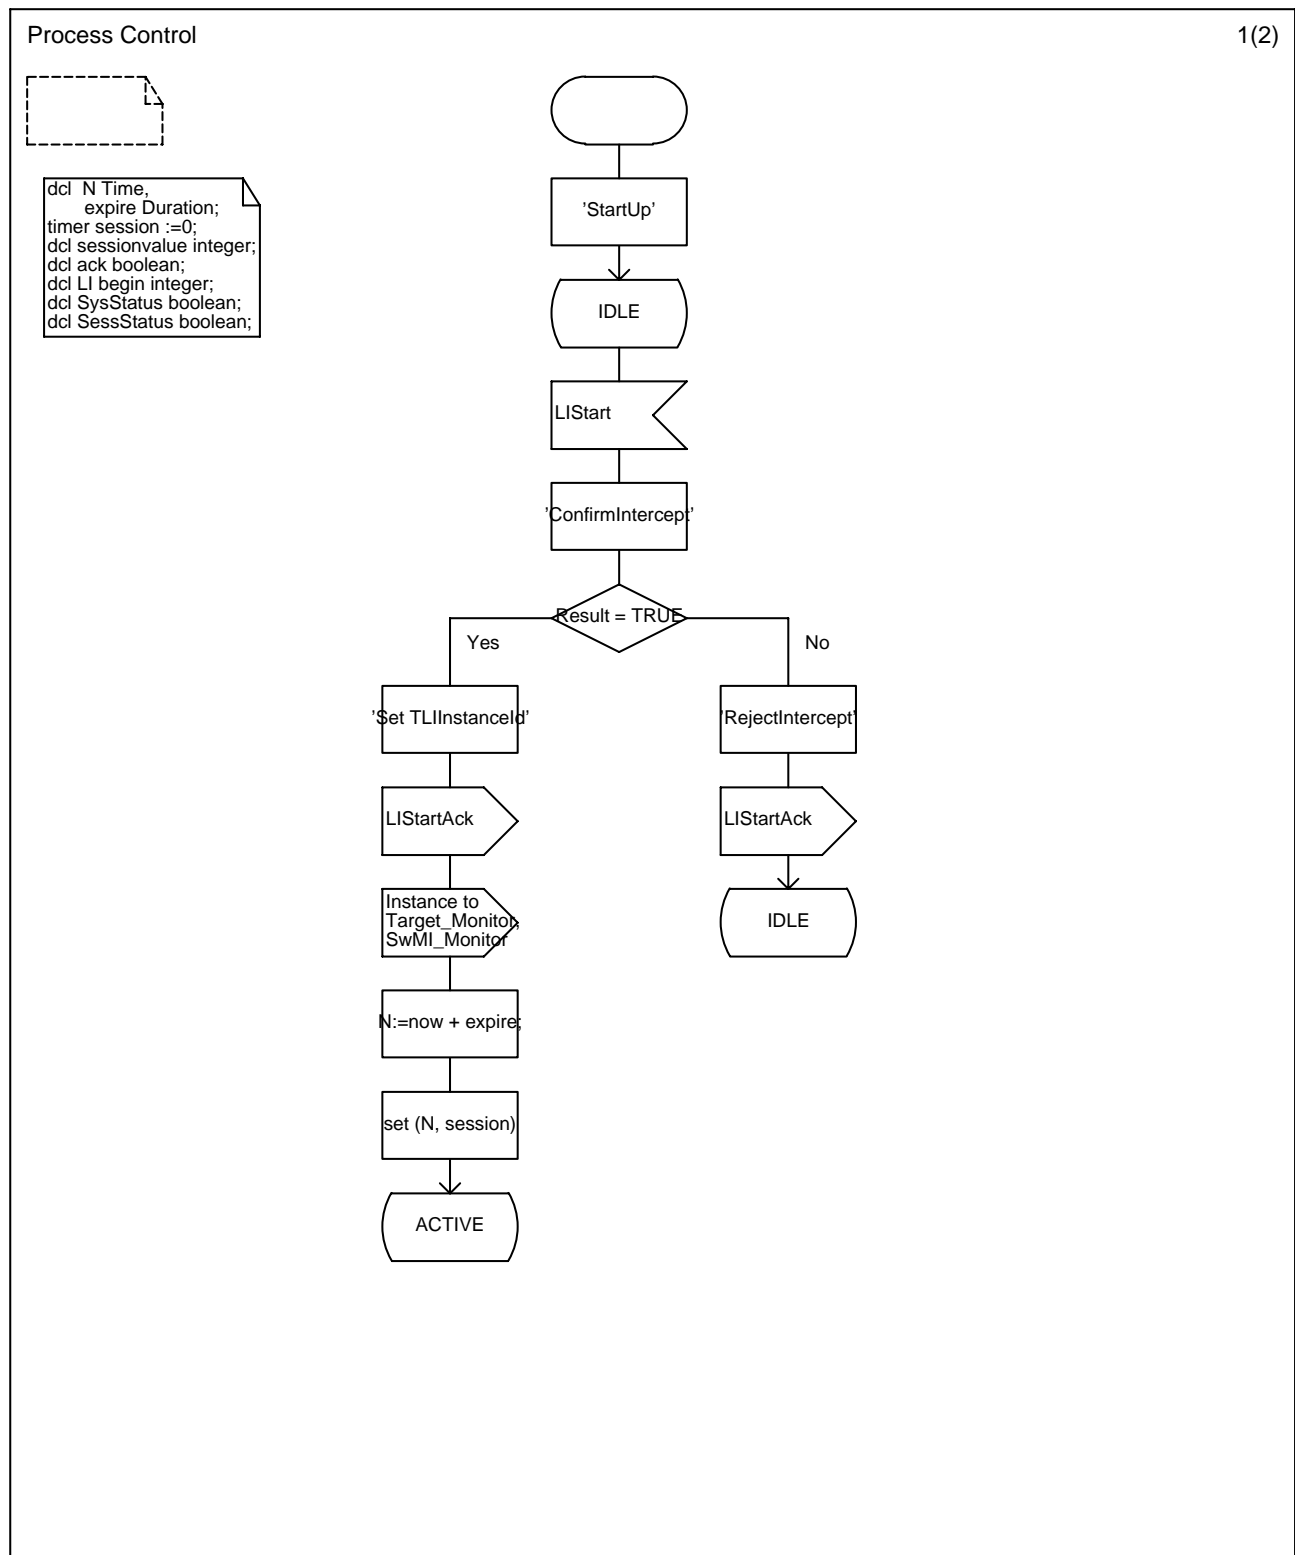 Process Control
1(2)
dcl  N Time,
expire Duration;
timer session :=0;
dcl sessionvalue integer;
dcl ack boolean;
dcl LI begin integer;
dcl SysStatus boolean;
dcl SessStatus boolean;
'StartUp'
IDLE
LIStart
'ConfirmIntercept'
Result = TRUE
Yes
No
'Set TLIInstanceId'
'RejectIntercept'
LIStartAck
LIStartAck
Instance to
Target_Monitor,
SwMI_Monitor
IDLE
N:=now + expire;
set (N, session)
ACTIVE